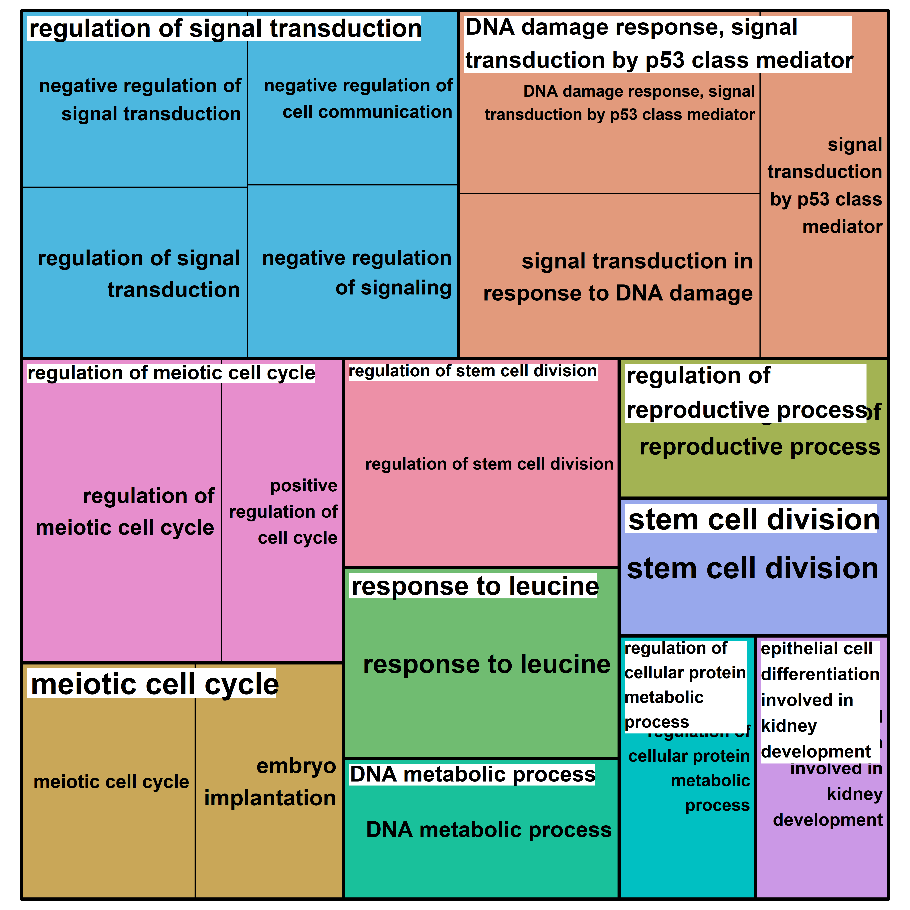 regulation of signal transduction
negative regulation of
signal transduction
negative regulation of
cell communication
regulation of signal
transduction
negative regulation
of signaling
DNA damage response, signal
transduction by p53 class mediator
DNA damage response, signal
transduction by p53 class mediator
signal
transduction
by p53 class
mediator
signal transduction in
response to DNA damage
regulation of meiotic cell cycle
regulation of
meiotic cell cycle
positive
regulation of
cell cycle
regulation of stem cell division
regulation of stem cell division
regulation of
reproductive process
of
reproductive process
stem cell division
stem cell division
response to leucine
response to leucine
meiotic cell cycle
meiotic cell cycle
embryo
implantation
DNA metabolic process
DNA metabolic process
regulation of
cellular protein
metabolic
process
regulation of
cellular protein
metabolic
process
epithelial cell
differentiation
involved in
kidney
development
involved in
kidney
development